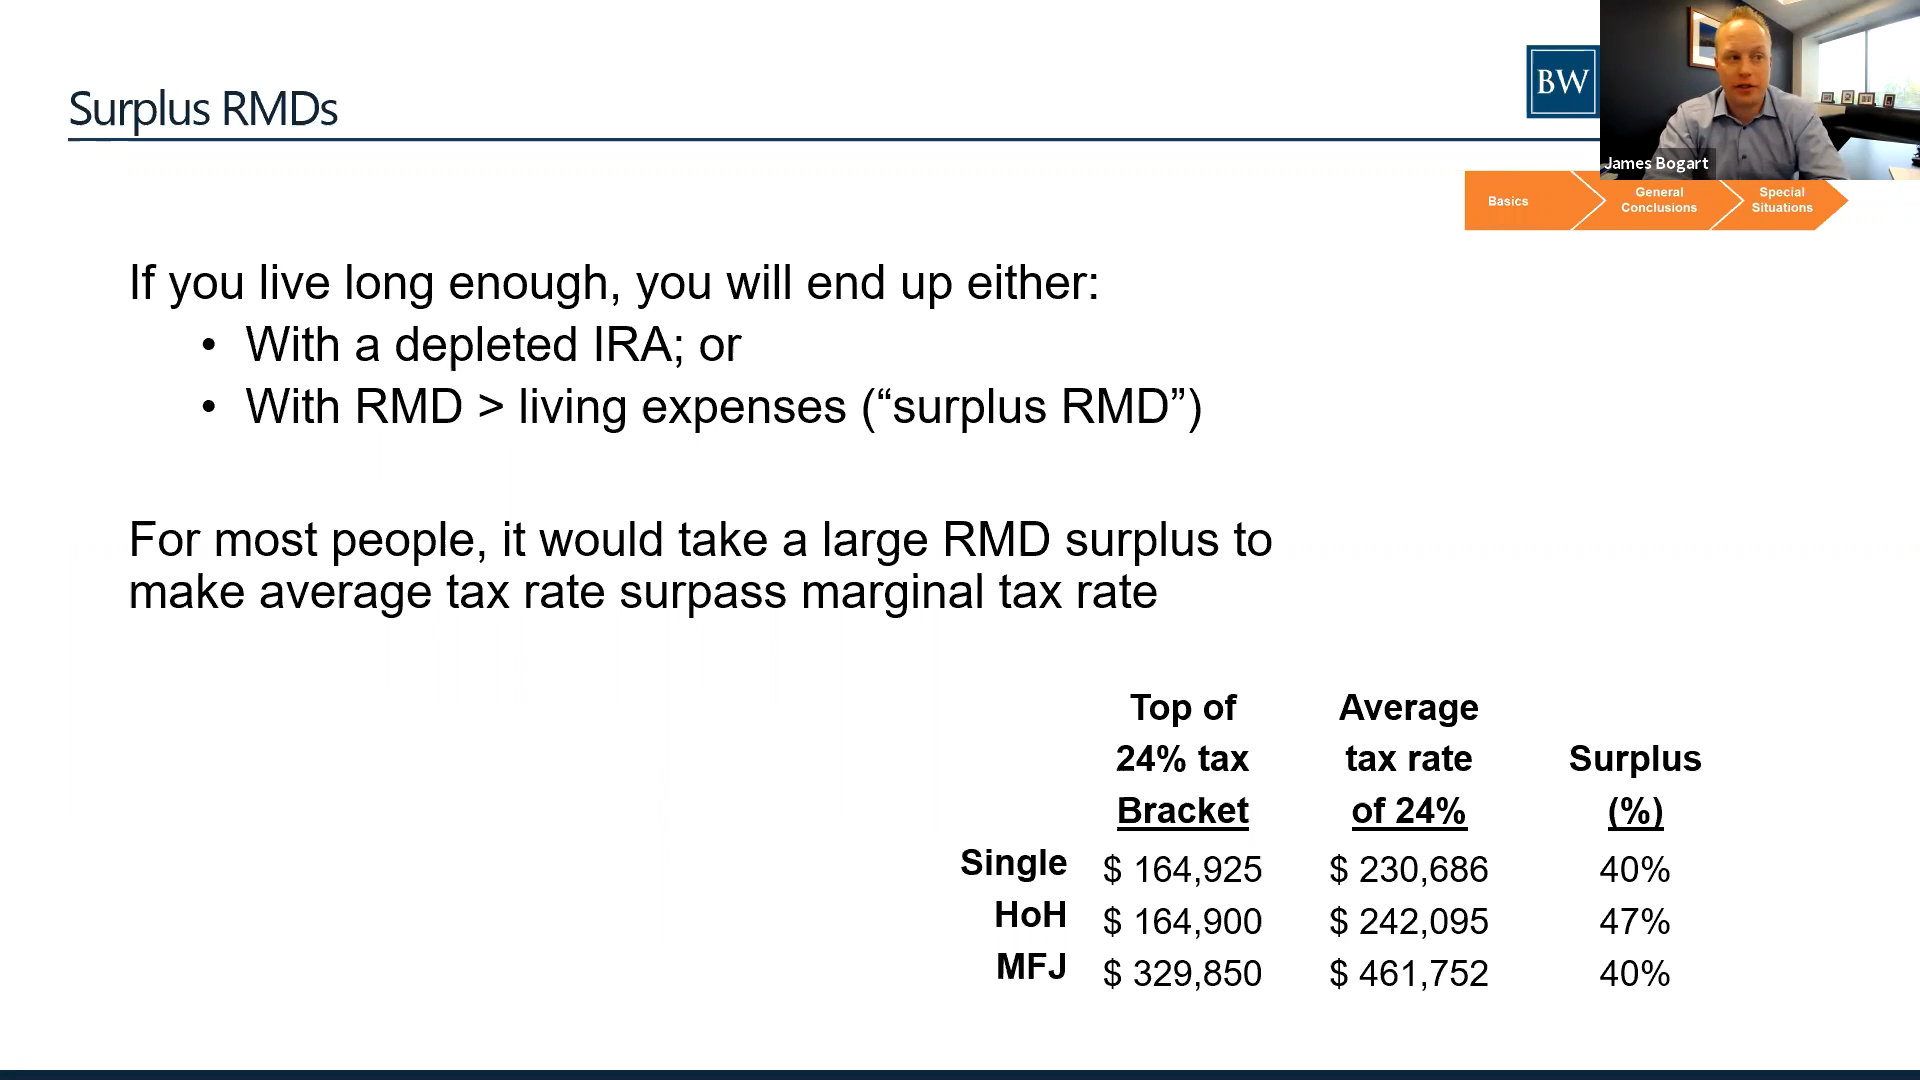 Surplus RMDs
BW
James Bogart
Basics
General
Conclusions
Special
Situations
If you live long enough, you will end up either:
• With a depleted IRA; or
• With RMD > living expenses (“surplus RMD”)
For most people, it would take a large RMD surplus to
make average tax rate surpass marginal tax rate
Top of Average
24% tax tax rate Surplus
Bracket of 24% (%)
Single $ 164,925 $ 230,686 40%
HoH $ 164,900 $ 242,095 47%
MFJ $ 329,850 $ 461,752 40%